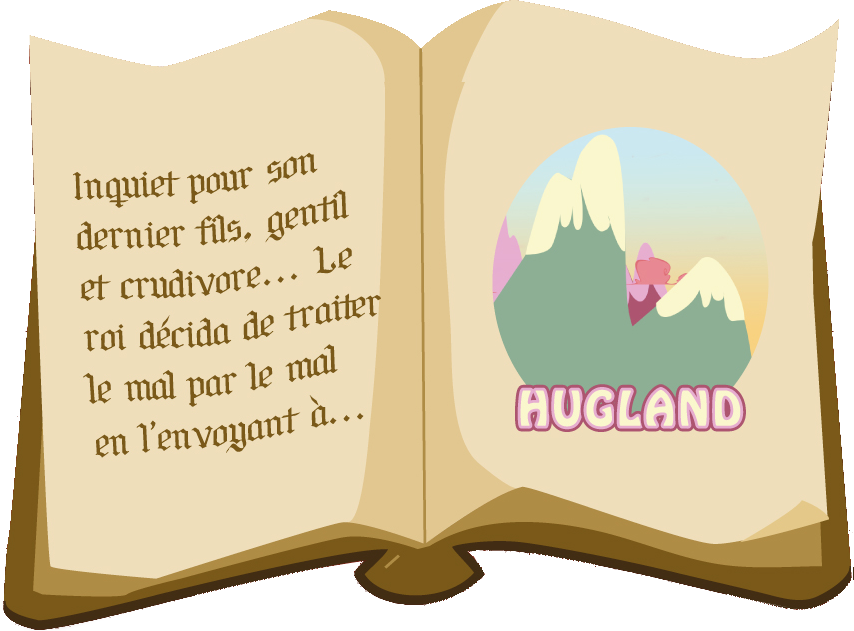 Inquiet pour son
dernier fils, gentil
et crudivore... Le
roi décida de traiter
le mal par le mal
en l'envoyant à...
HUGLAND